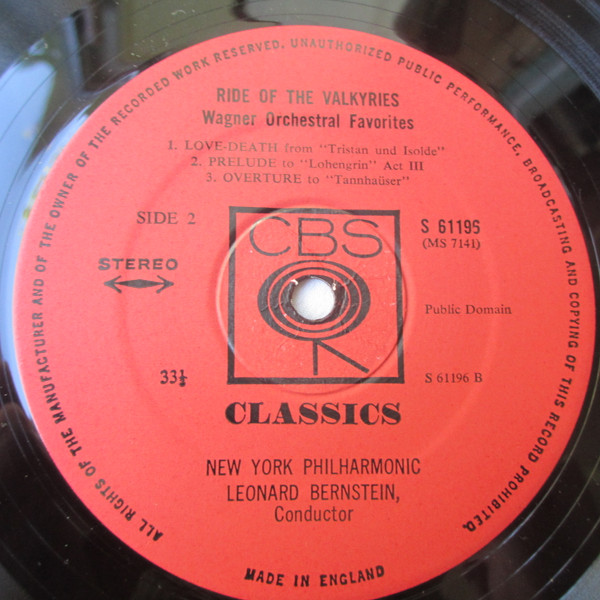 ALL RIGHTS OF THE MANUFACTURER AND OF THE OWNER OF THE RECORDED WORK RESERVED, UNAUTHORIZED PUBLIC PERFORMANCE, BROADCASTING AND COPYING OF THIS RECORD PROHIBITED.
RIDE OF THE VALKYRIES
Wagner Orchestral Favorites
1. LOVE-DEATH from "Tristan und Isolde"
2. PRELUDE to "Lohengrin" Act III
3. OVERTURE to "Tannhaüser"
SIDE 2
STEREO
33⅓
CBS
S 61196
(MS 7141)
Public Domain
S 61196 B
CLASSICS
NEW YORK PHILHARMONIC
LEONARD BERNSTEIN,
Conductor
MADE IN ENGLAND